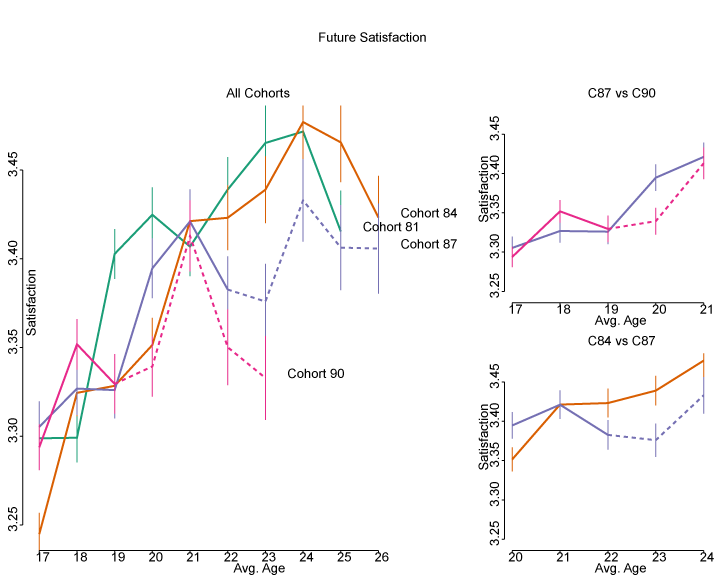 Future Satisfaction
All Cohorts
Satisfaction
3.45
3.40
3.35
3.30
3.25
Cohort 84
Cohort 81
Cohort 87
Cohort 90
17 18 19 20 21 22 23 24 25 26
Avg. Age
C87 vs C90
Satisfaction
3.45
3.40
3.35
3.30
3.25
17 18 19 20 21
Avg. Age
C84 vs C87
Satisfaction
3.45
3.40
3.35
3.30
3.25
20 21 22 23 24
Avg. Age